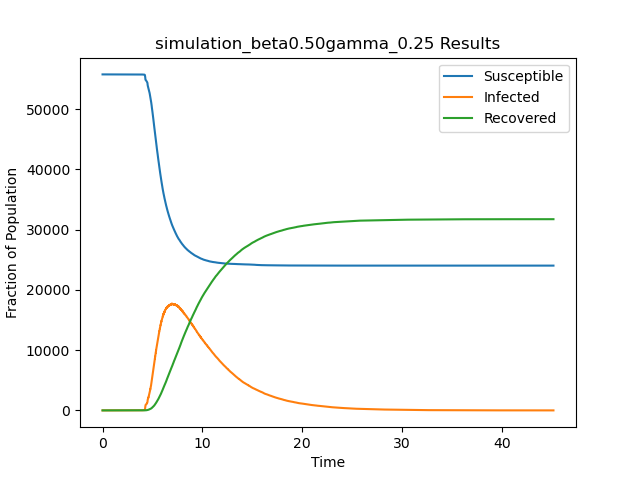 simulation_beta0.50gamma_0.25 Results
Susceptible
Infected
Recovered
Fraction of Population
50000
40000
30000
20000
10000
0
0 10 20 30 40
Time